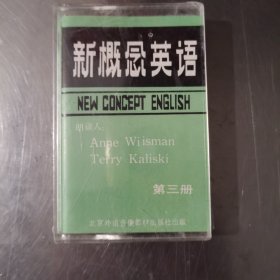 新概念英语
NEW CONCEPT ENGLISH
朗读人:
Anne Wiisman
Terry Kaliski
第三册
北京外语音像教材出版社出版